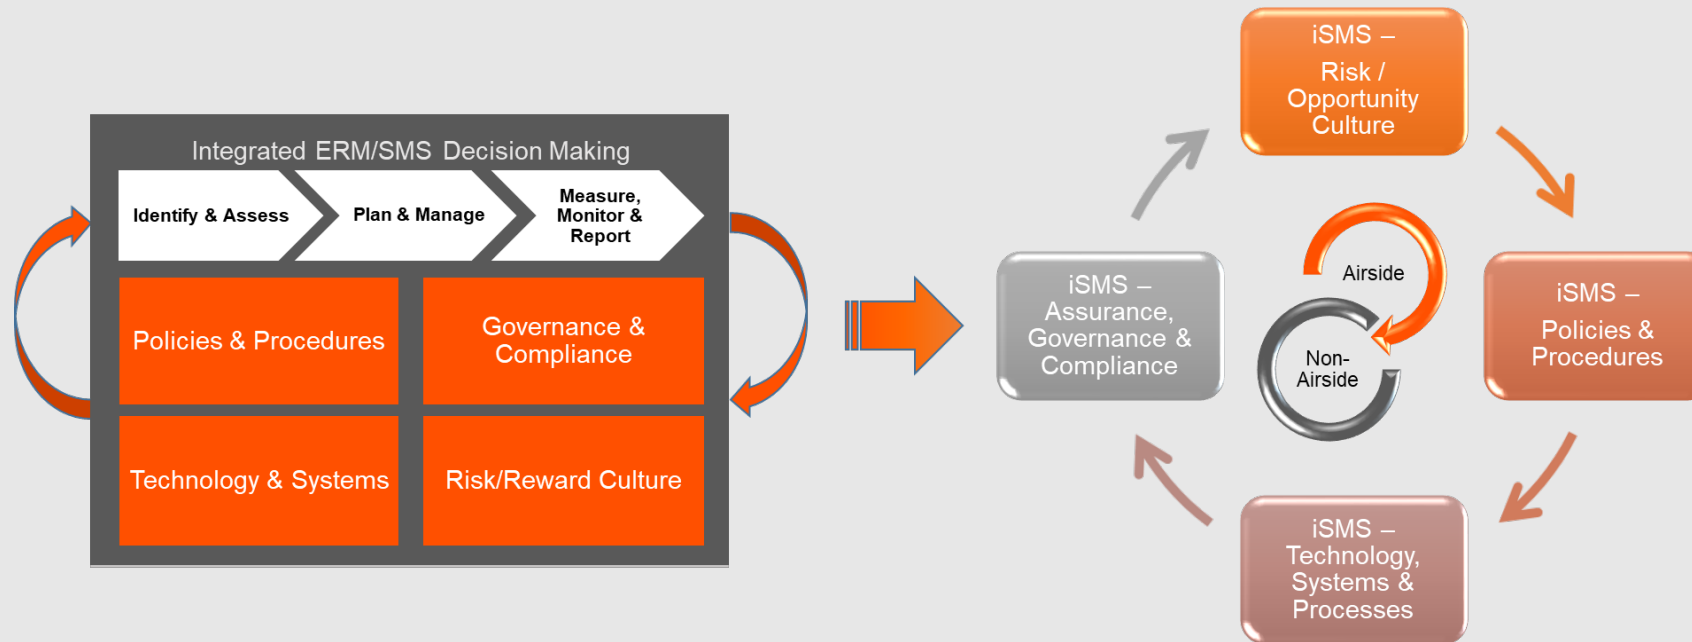 Integrated ERM/SMS Decision Making
Identify & Assess
Plan & Manage
Measure,
Monitor &
Report
Policies & Procedures
Governance &
Compliance
Technology & Systems
Risk/Reward Culture
iSMS –
Risk /
Opportunity
Culture
iSMS –
Policies &
Procedures
iSMS –
Technology,
Systems &
Processes
iSMS –
Assurance,
Governance &
Compliance
Airside
Non-
Airside